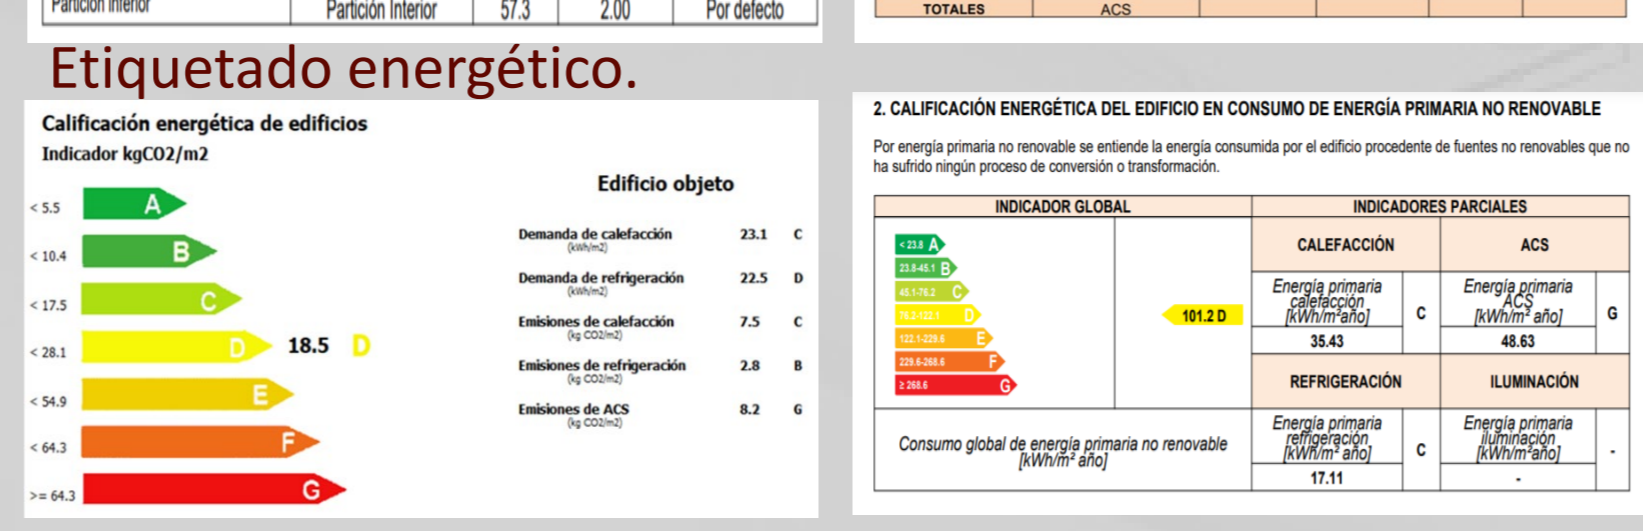 Partición Interior Partición Interior 57.3 2.00 Por defecto
TOTALES ACS
Etiquetado energético.
Calificación energética de edificios
Indicador kgCO2/m2
< 5.5 A
< 10.4 B
< 17.5 C
< 28.1 D 18.5 D
< 54.9 E
< 64.3 F
>= 64.3 G
Edificio objeto
Demanda de calefacción 23.1 C
(kWh/m2)
Demanda de refrigeración 22.5 D
(kWh/m2)
Emisiones de calefacción 7.5 C
(kg CO2/m2)
Emisiones de refrigeración 2.8 B
(kg CO2/m2)
Emisiones de ACS 8.2 G
(kg CO2/m2)
2. CALIFICACIÓN ENERGÉTICA DEL EDIFICIO EN CONSUMO DE ENERGÍA PRIMARIA NO RENOVABLE
Por energía primaria no renovable se entiende la energía consumida por el edificio procedente de fuentes no renovables que no
ha sufrido ningún proceso de conversión o transformación.
INDICADOR GLOBAL INDICADORES PARCIALES
< 23.8 A
23.8-45.1 B
45.1-76.2 C
76.2-122.1 D
122.1-229.6 E
229.6-268.6 F
≥ 268.6 G
101.2 D
CALEFACCIÓN ACS
Energía primaria
calefacción
[kWh/m²año]
C
35.43
Energía primaria
ACS
[kWh/m² año]
G
48.63
REFRIGERACIÓN ILUMINACIÓN
Consumo global de energía primaria no renovable
[kWh/m² año]
Energía primaria
refrigeración
[kWh/m² año]
C
17.11
Energía primaria
iluminación
[kWh/m²año]
-
-